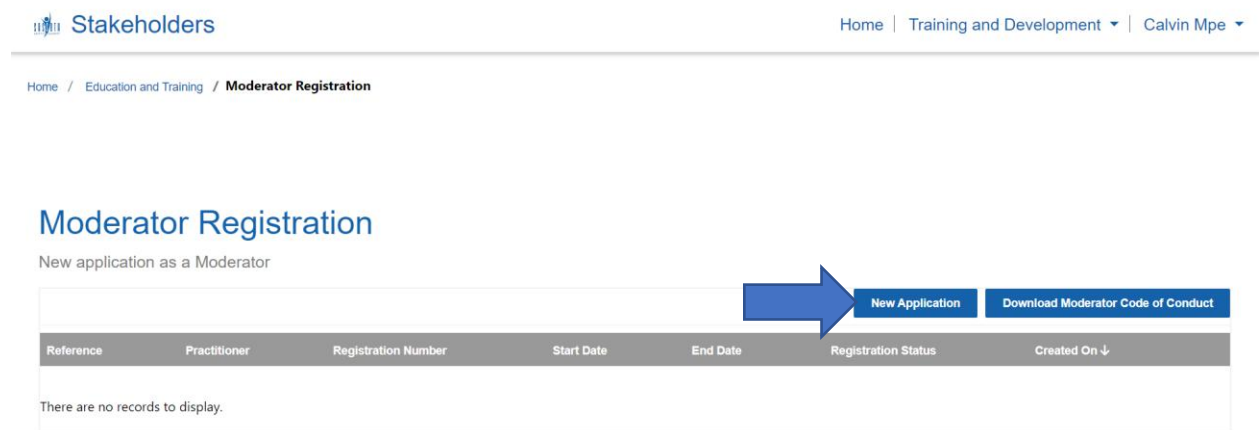 Stakeholders
Home | Training and Development | Calvin Mpe
Home / Education and Training / Moderator Registration
Moderator Registration
New application as a Moderator
New Application Download Moderator Code of Conduct
Reference Practitioner Registration Number Start Date End Date Registration Status Created On ↓
There are no records to display.